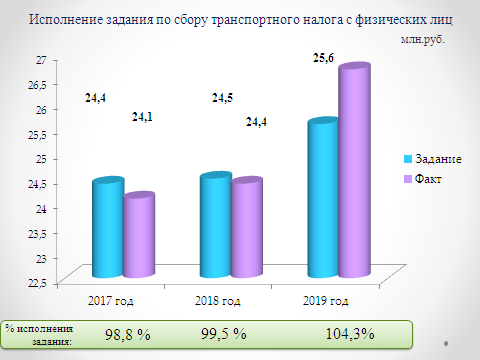 Исполнение задания по сбору транспортного налога с физических лиц
млн.руб.
27
26,5
26
25,5
25
24,5
24
23,5
23
22,5
24,4
24,1
24,5
24,4
25,6
2017 год
2018 год
2019 год
Задание
Факт
% исполнения
задания:
98,8 %
99,5 %
104,3%